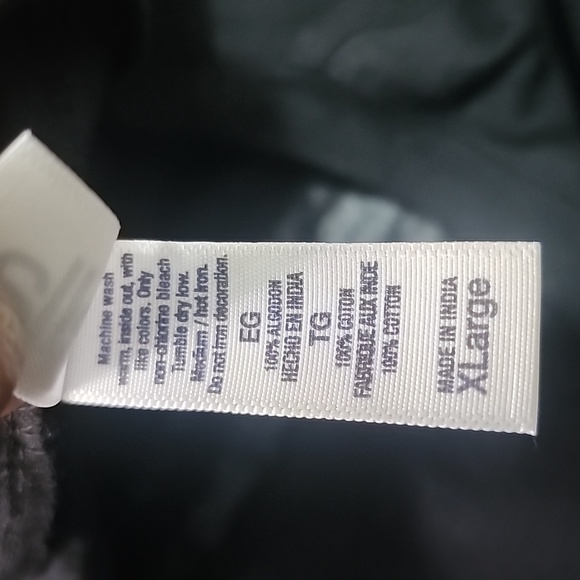 Machine wash
warm, inside out, with
like colors. Only
non-chlorine bleach
Tumble dry low.
Medium / hot iron.
Do not iron decoration.
EG
100% ALGODON
HECHO EN INDIA
TG
100% COTON
FABRIQUE AUX INDE
100% COTTON
MADE IN INDIA
XLarge